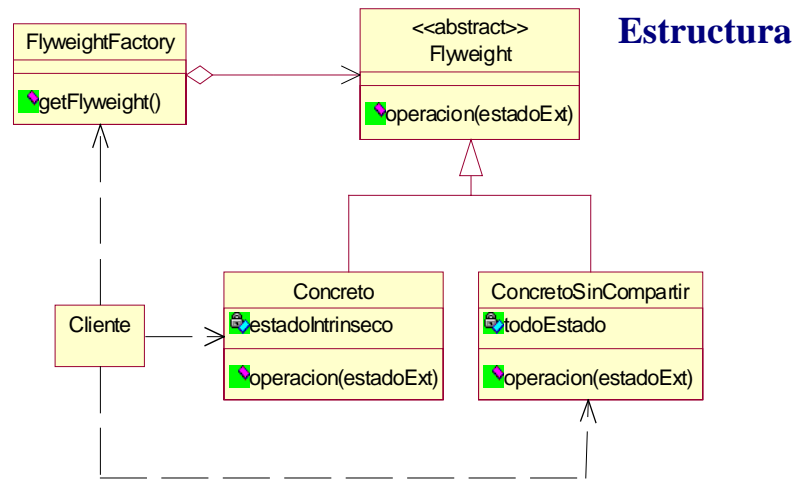 Estructura
FlyweightFactory
getFlyweight()
<<abstract>>
Flyweight
operacion(estadoExt)
Cliente
Concreto
estadoIntrinseco
operacion(estadoExt)
ConcretoSinCompartir
todoEstado
operacion(estadoExt)